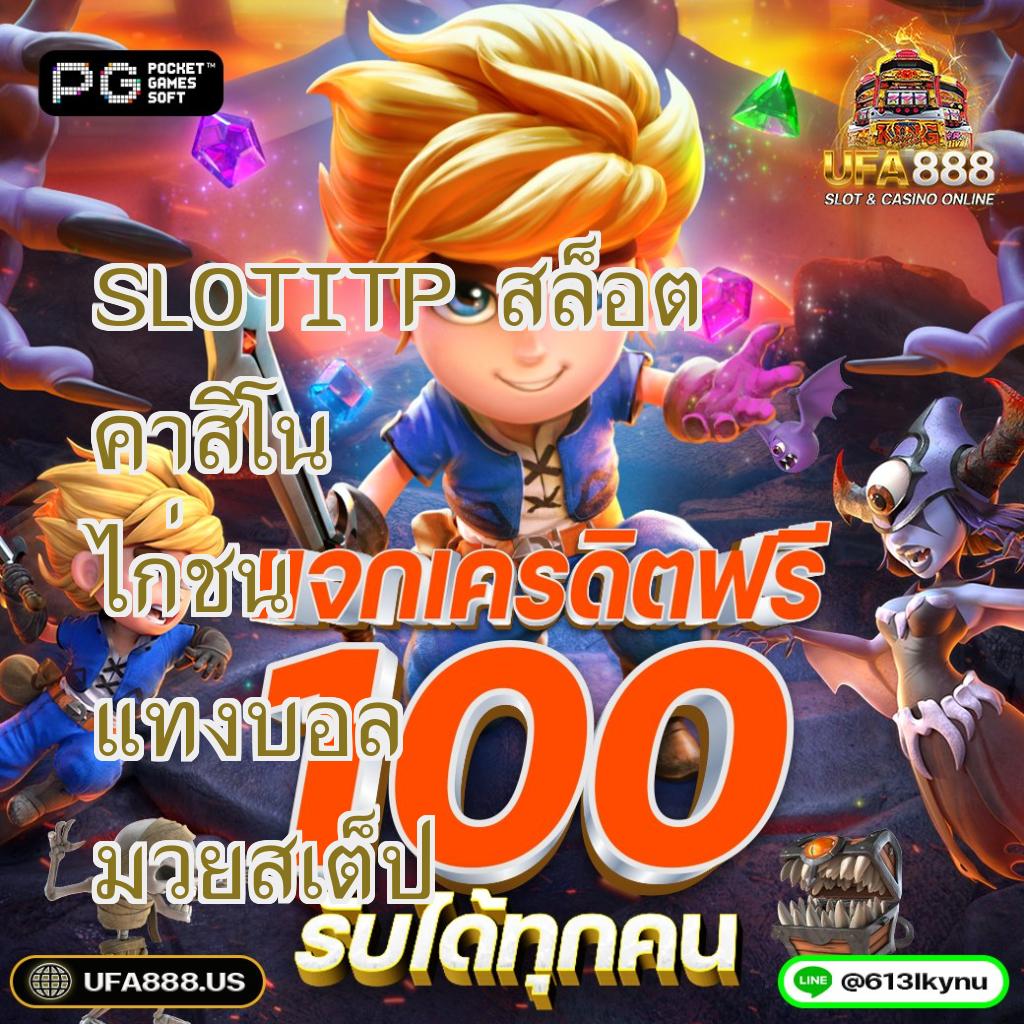 PG POCKET GAMES SOFT™
UFA888
SLOT & CASINO ONLINE
SLOTITP สล็อต
คาสิโน
ไก่ชน
แจกเครดิตฟรี
100
แทงบอล
มวยสเต็ป
รับได้ทุกคน
UFA888.US
LINE @613lkynu